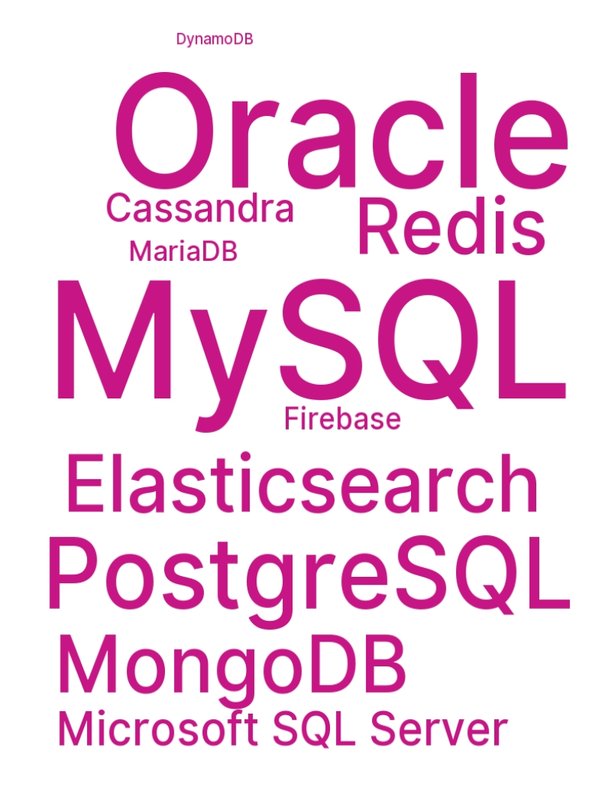 DynamoDB
Oracle
Cassandra
Redis
MariaDB
MySQL
Firebase
Elasticsearch
PostgreSQL
MongoDB
Microsoft SQL Server